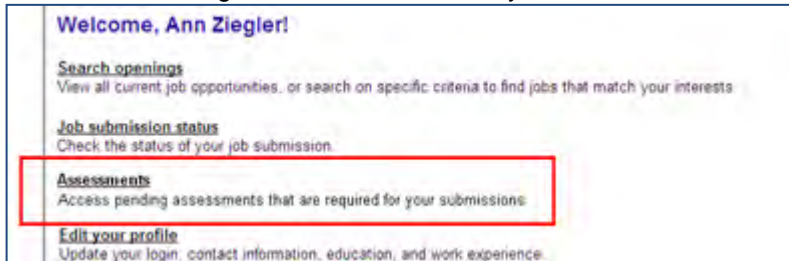 Welcome, Ann Ziegler!
Search openings
View all current job opportunities, or search on specific criteria to find jobs that match your interests
Job submission status
Check the status of your job submission.
Assessments
Access pending assessments that are required for your submissions
Edit your profile
Update your login, contact information, education, and work experience.